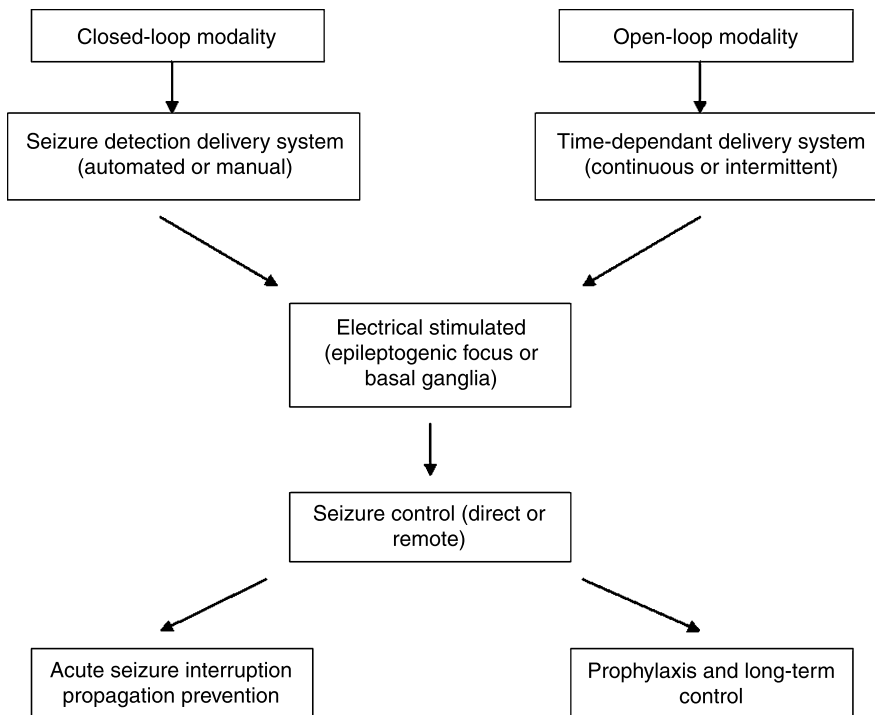 Closed-loop modality
Open-loop modality
Seizure detection delivery system
(automated or manual)
Time-dependant delivery system
(continuous or intermittent)
Electrical stimulated
(epileptogenic focus or
basal ganglia)
Seizure control (direct or
remote)
Acute seizure interruption
propagation prevention
Prophylaxis and long-term
control